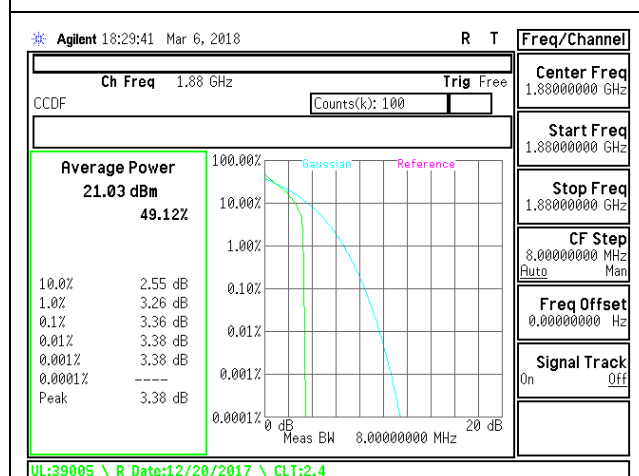 Agilent 18:29:41 Mar 6, 2018 R T
Ch Freq 1.88 GHz Trig Free
CCDF Counts(k): 100
Average Power
21.03 dBm
49.12%
10.0% 2.55 dB
1.0% 3.26 dB
0.1% 3.36 dB
0.01% 3.38 dB
0.001% 3.38 dB
0.0001% ----
Peak 3.38 dB
Gaussian Reference
100.00%
10.00%
1.00%
0.10%
0.01%
0.001%
0.0001%
0 dB 20 dB
Meas BW 8.00000000 MHz
Freq/Channel
Center Freq
1.88000000 GHz
Start Freq
1.88000000 GHz
Stop Freq
1.88000000 GHz
CF Step
8.00000000 MHz
Auto Man
Freq Offset
0.00000000 Hz
Signal Track
On Off
UL:39005 \ R Date:12/20/2017 \ CLT:2.4